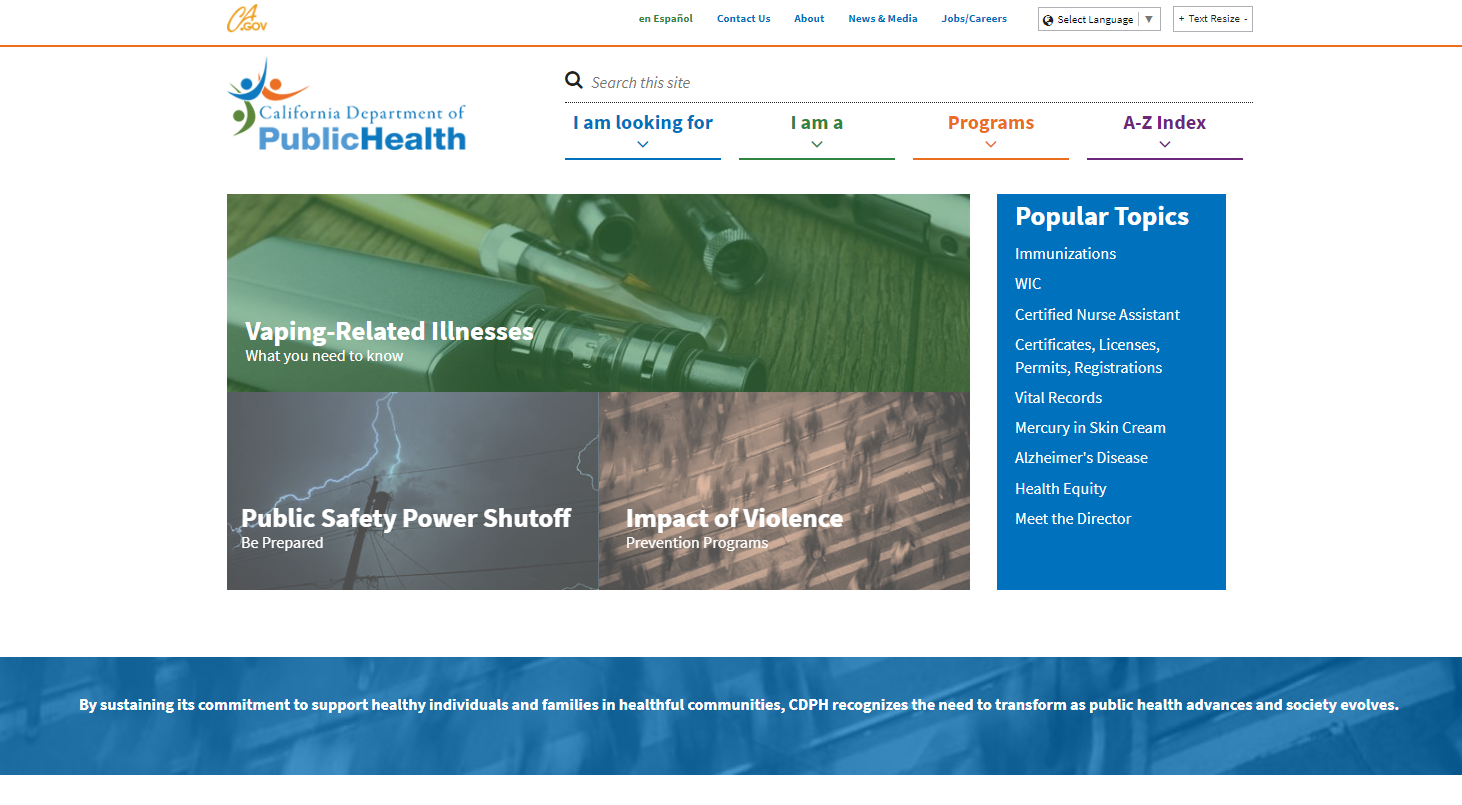 CA.GOV
en Español Contact Us About News & Media Jobs/Careers Select Language ▼ + Text Resize -
California Department of
PublicHealth
Search this site
I am looking for I am a Programs A-Z Index
Vaping-Related Illnesses
What you need to know
Public Safety Power Shutoff
Be Prepared
Impact of Violence
Prevention Programs
Popular Topics
Immunizations
WIC
Certified Nurse Assistant
Certificates, Licenses,
Permits, Registrations
Vital Records
Mercury in Skin Cream
Alzheimer's Disease
Health Equity
Meet the Director
By sustaining its commitment to support healthy individuals and families in healthful communities, CDPH recognizes the need to transform as public health advances and society evolves.